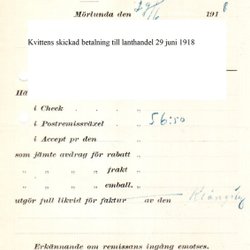 Mörlunda den 29/6 1918
Kvittens skickad betalning till lanthandel 29 juni 1918
Hä
i Check „
i Postremissväxel „ 56:50
i Accept pr den „
som jämte avdrag för rabatt „
„ „ „ frakt „
„ „ „ emball. „
utgör full likvid för faktur av den
Erkännande om remissans ingång emotses.